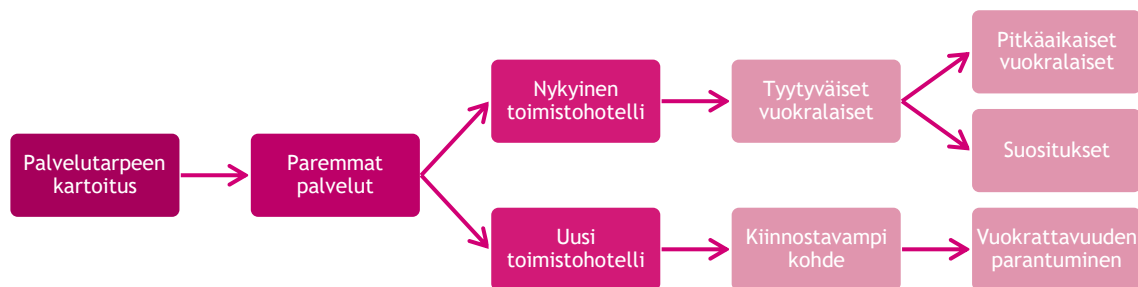 Palvelutarpeen
kartoitus
Paremmat
palvelut
Nykyinen
toimistohotelli
Tyytyväiset
vuokralaiset
Pitkäaikaiset
vuokralaiset
Suositukset
Uusi
toimistohotelli
Kiinnostavampi
kohde
Vuokrattavuuden
parantuminen